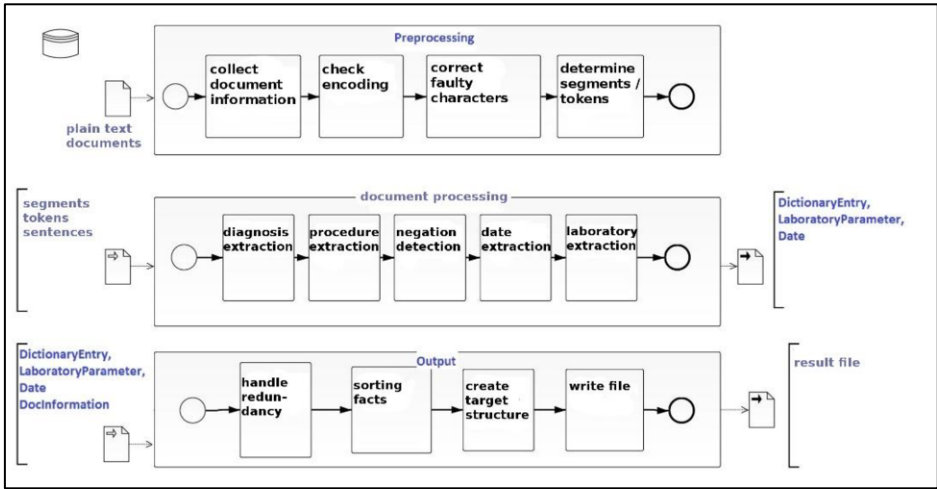 Preprocessing
collect
document
information
check
encoding
correct
faulty
characters
determine
segments /
tokens
plain text
documents
document processing
segments
tokens
sentences
diagnosis
extraction
procedure
extraction
negation
detection
date
extraction
laboratory
extraction
DictionaryEntry,
LaboratoryParameter,
Date
Output
DictionaryEntry,
LaboratoryParameter,
Date
DocInformation
handle
redun-
dancy
sorting
facts
create
target
structure
write file
result file